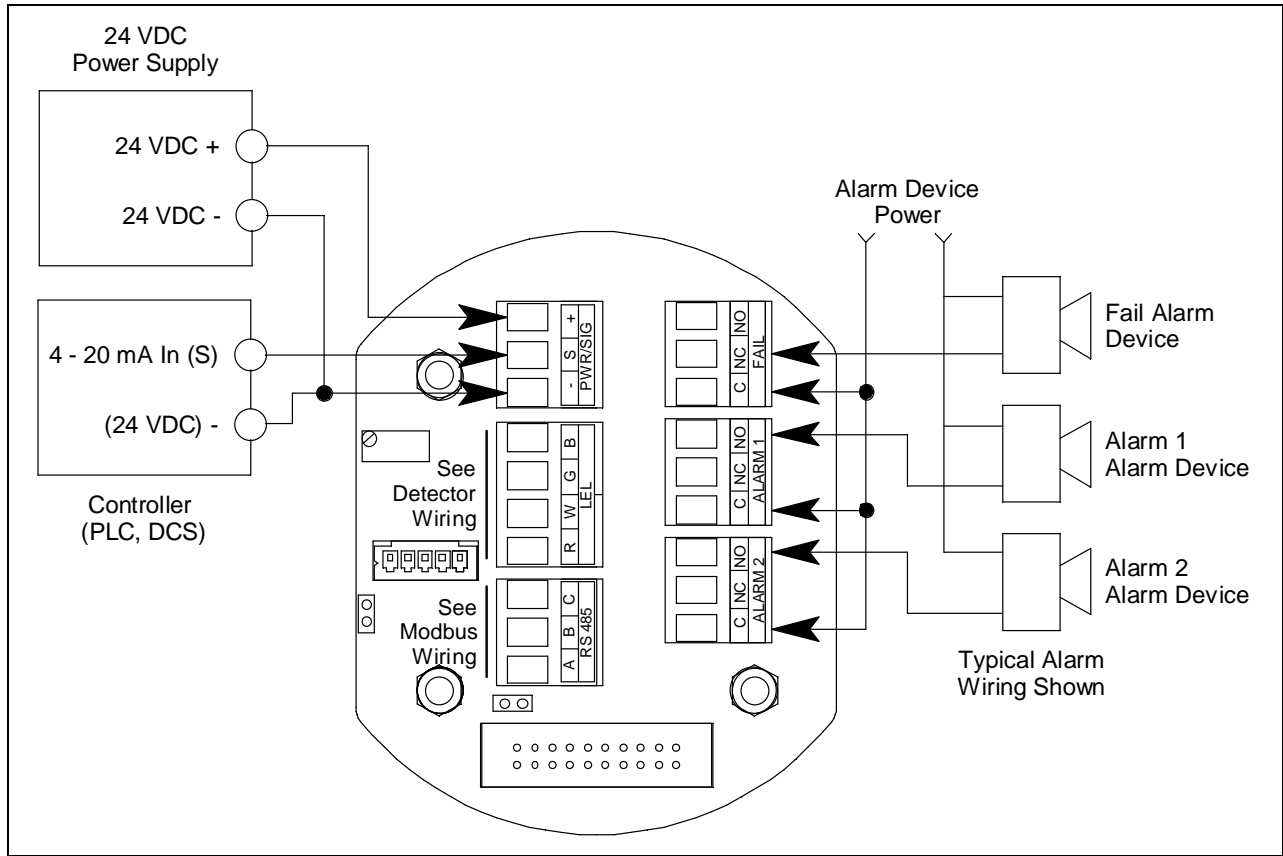 24 VDC
Power Supply
24 VDC +
24 VDC -
4 - 20 mA In (S)
(24 VDC) -
Controller
(PLC, DCS)
+
S
-
PWR/SIG
See
Detector
Wiring
B
G
W
R
LEL
See
Modbus
Wiring
C
B
A
RS 485
NO
NC
C
FAIL
NO
NC
C
ALARM 1
NO
NC
C
ALARM 2
Alarm Device
Power
Fail Alarm
Device
Alarm 1
Alarm Device
Alarm 2
Alarm Device
Typical Alarm
Wiring Shown